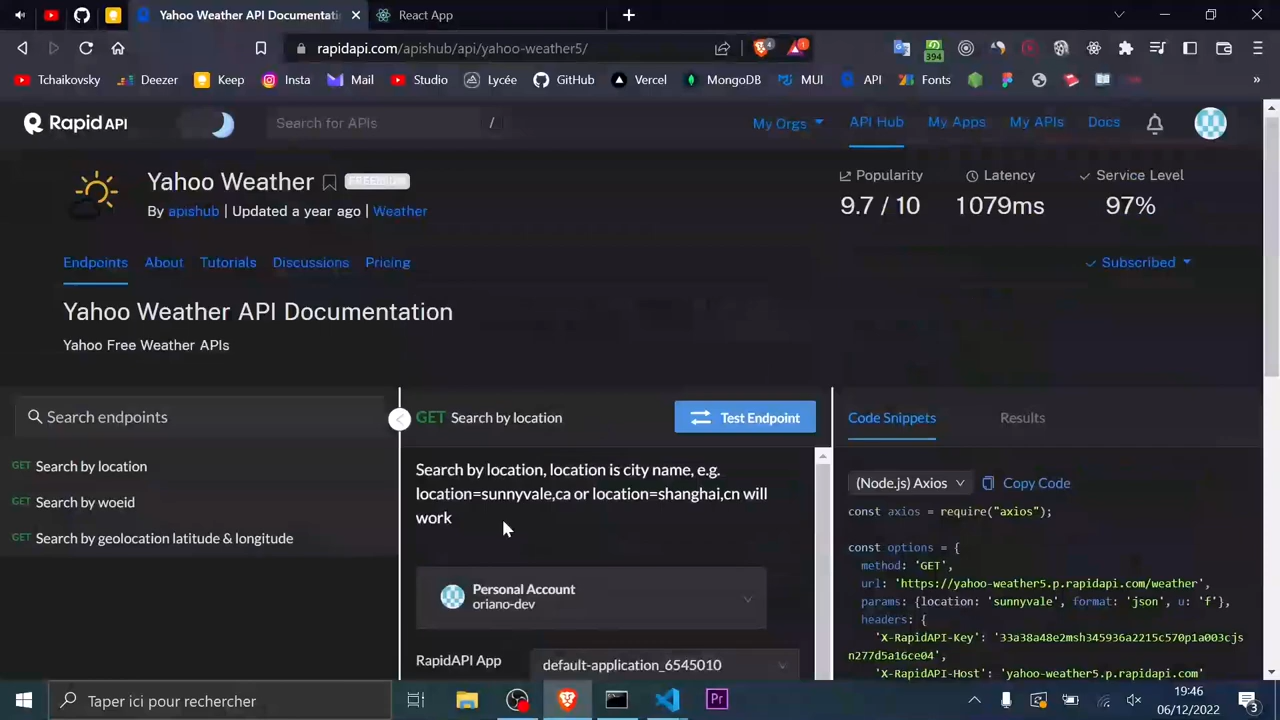 Yahoo Weather API Documentati
React App
rapidapi.com/apishub/api/yahoo-weather5/
4
1
394
Tchaikovsky
Deezer
Keep
Insta
Mail
Studio
Lycée
GitHub
Vercel
MongoDB
MUI
API
Fonts
»
Rapid API
Search for APIs
/
My Orgs
API Hub
My Apps
My APIs
Docs
Yahoo Weather
FREEMIUM
By apishub | Updated a year ago | Weather
Popularity
9.7 / 10
Latency
1079ms
Service Level
97%
Endpoints
About
Tutorials
Discussions
Pricing
Subscribed
Yahoo Weather API Documentation
Yahoo Free Weather APIs
Search endpoints
GET Search by location
GET Search by woeid
GET Search by geolocation latitude & longitude
GET Search by location
Test Endpoint
Search by location, location is city name, e.g.
location=sunnyvale,ca or location=shanghai,cn will
work
Personal Account
oriano-dev
RapidAPI App
default-application_6545010
Code Snippets
Results
(Node.js) Axios
Copy Code
const axios = require("axios");
const options = {
method: 'GET',
url: 'https://yahoo-weather5.p.rapidapi.com/weather',
params: {location: 'sunnyvale', format: 'json', u: 'f'},
headers: {
'X-RapidAPI-Key': '33a38a48e2msh345936a2215c570p1a003cjs
n277d5a16ce04',
'X-RapidAPI-Host': 'yahoo-weather5.p.rapidapi.com'
Taper ici pour rechercher
Pr
19:46
06/12/2022
3